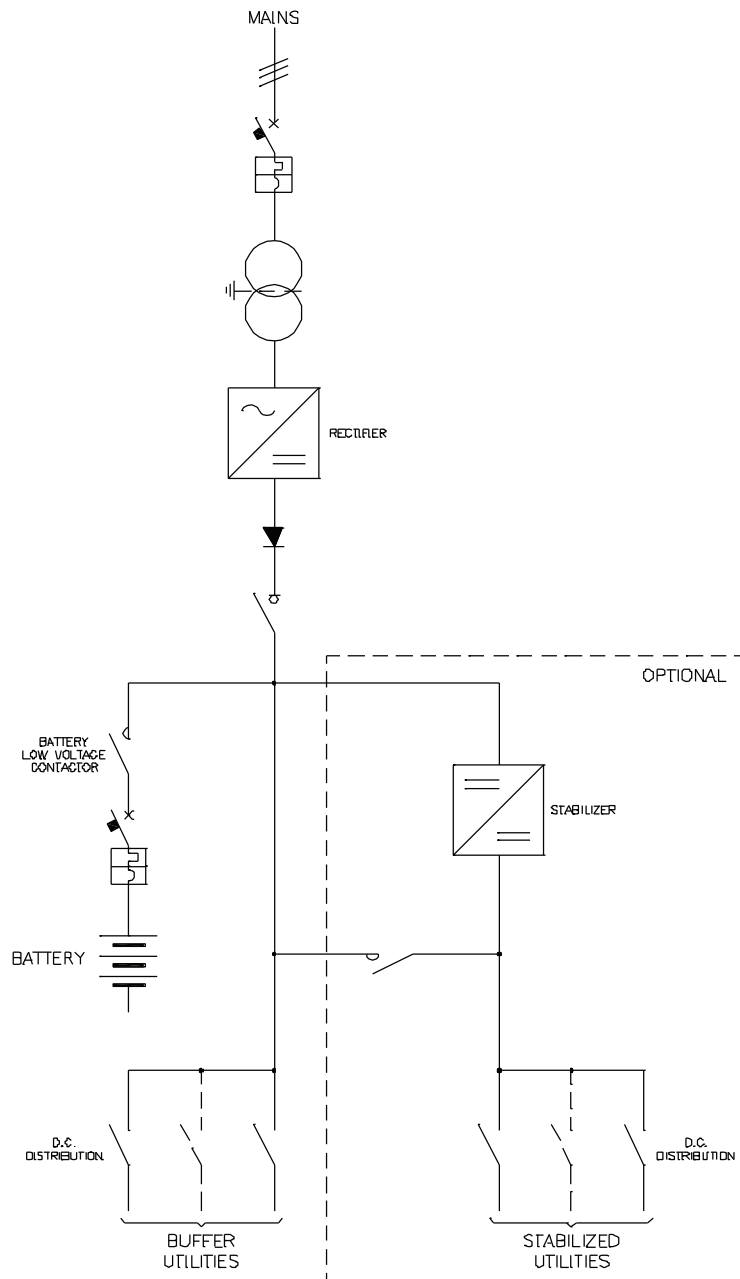 MAINS
RECTIFIER
OPTIONAL
BATTERY
LOW VOLTAGE
CONTACTOR
STABILIZER
BATTERY
D.C.
DISTRIBUTION
D.C.
DISTRIBUTION
BUFFER
UTILITIES
STABILIZED
UTILITIES